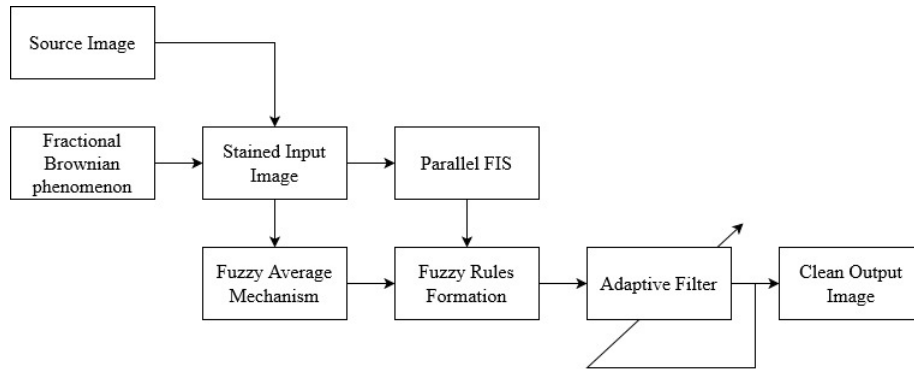 Source Image
Fractional
Brownian
phenomenon
Stained Input
Image
Parallel FIS
Fuzzy Average
Mechanism
Fuzzy Rules
Formation
Adaptive Filter
Clean Output
Image